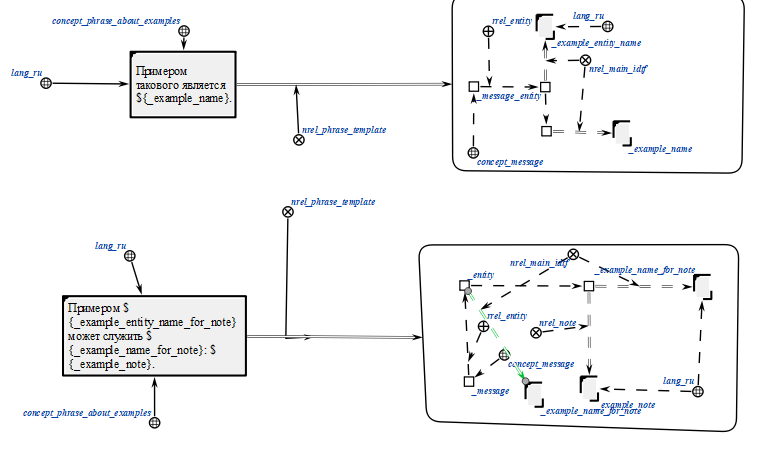 concept_phrase_about_examples
lang_ru
Примером
такового является
${_example_name}.
nrel_phrase_template
rrel_entity
lang_ru
_example_entity_name
nrel_main_idtf
_message_entity
_example_name
concept_message
nrel_phrase_template
lang_ru
Примером $
{_example_entity_name_for_note}
может служить $
{_example_name_for_note}: $
{_example_note}.
concept_phrase_about_examples
nrel_main_idtf
_entity
_example_name_for_note
rrel_entity
nrel_note
concept_message
_message
lang_ru
_example_note
_example_name_for_note